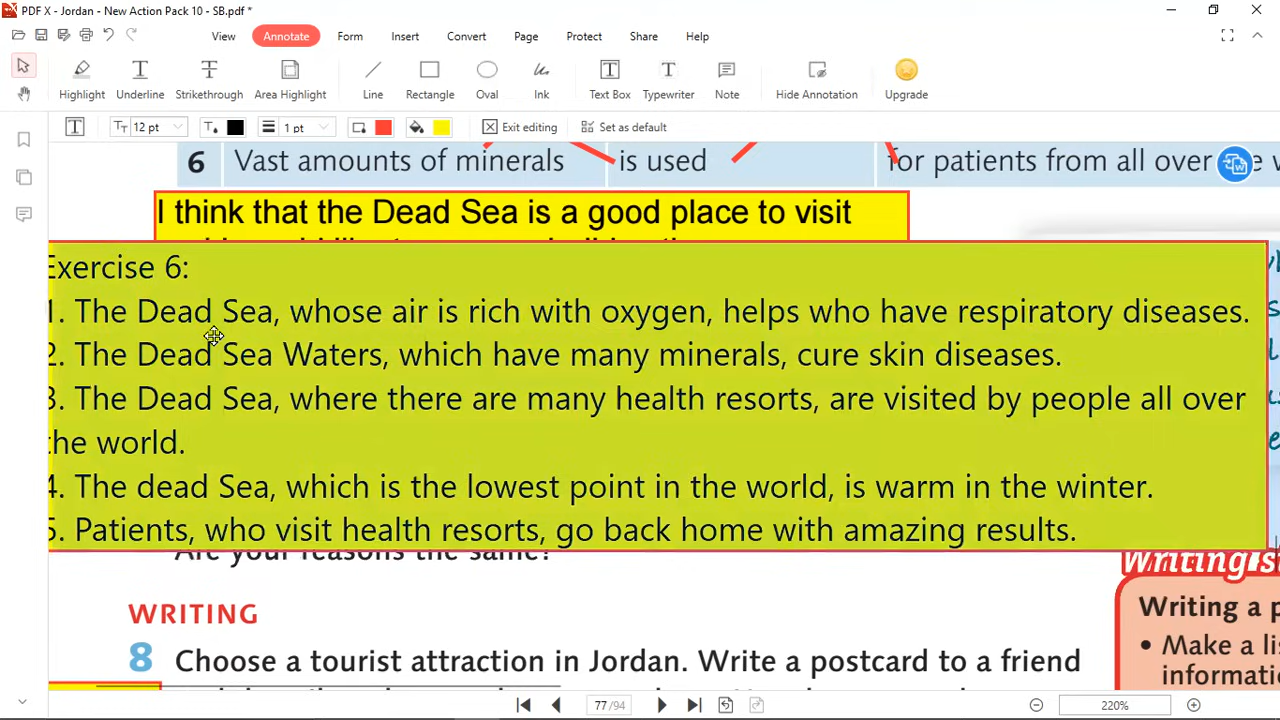 PDF X - Jordan - New Action Pack 10 - SB.pdf *
View Annotate Form Insert Convert Page Protect Share Help
Highlight Underline Strikethrough Area Highlight Line Rectangle Oval Ink Text Box Typewriter Note Hide Annotation Upgrade
12 pt 1 pt Exit editing Set as default
6 Vast amounts of minerals is used for patients from all over
I think that the Dead Sea is a good place to visit
Exercise 6:
1. The Dead Sea, whose air is rich with oxygen, helps who have respiratory diseases.
2. The Dead Sea Waters, which have many minerals, cure skin diseases.
3. The Dead Sea, where there are many health resorts, are visited by people all over
the world.
4. The dead Sea, which is the lowest point in the world, is warm in the winter.
5. Patients, who visit health resorts, go back home with amazing results.
Are your reasons the same?
WRITING
Writing
8 Choose a tourist attraction in Jordan. Write a postcard to a friend
Writing a
• Make a
77 /94 220%